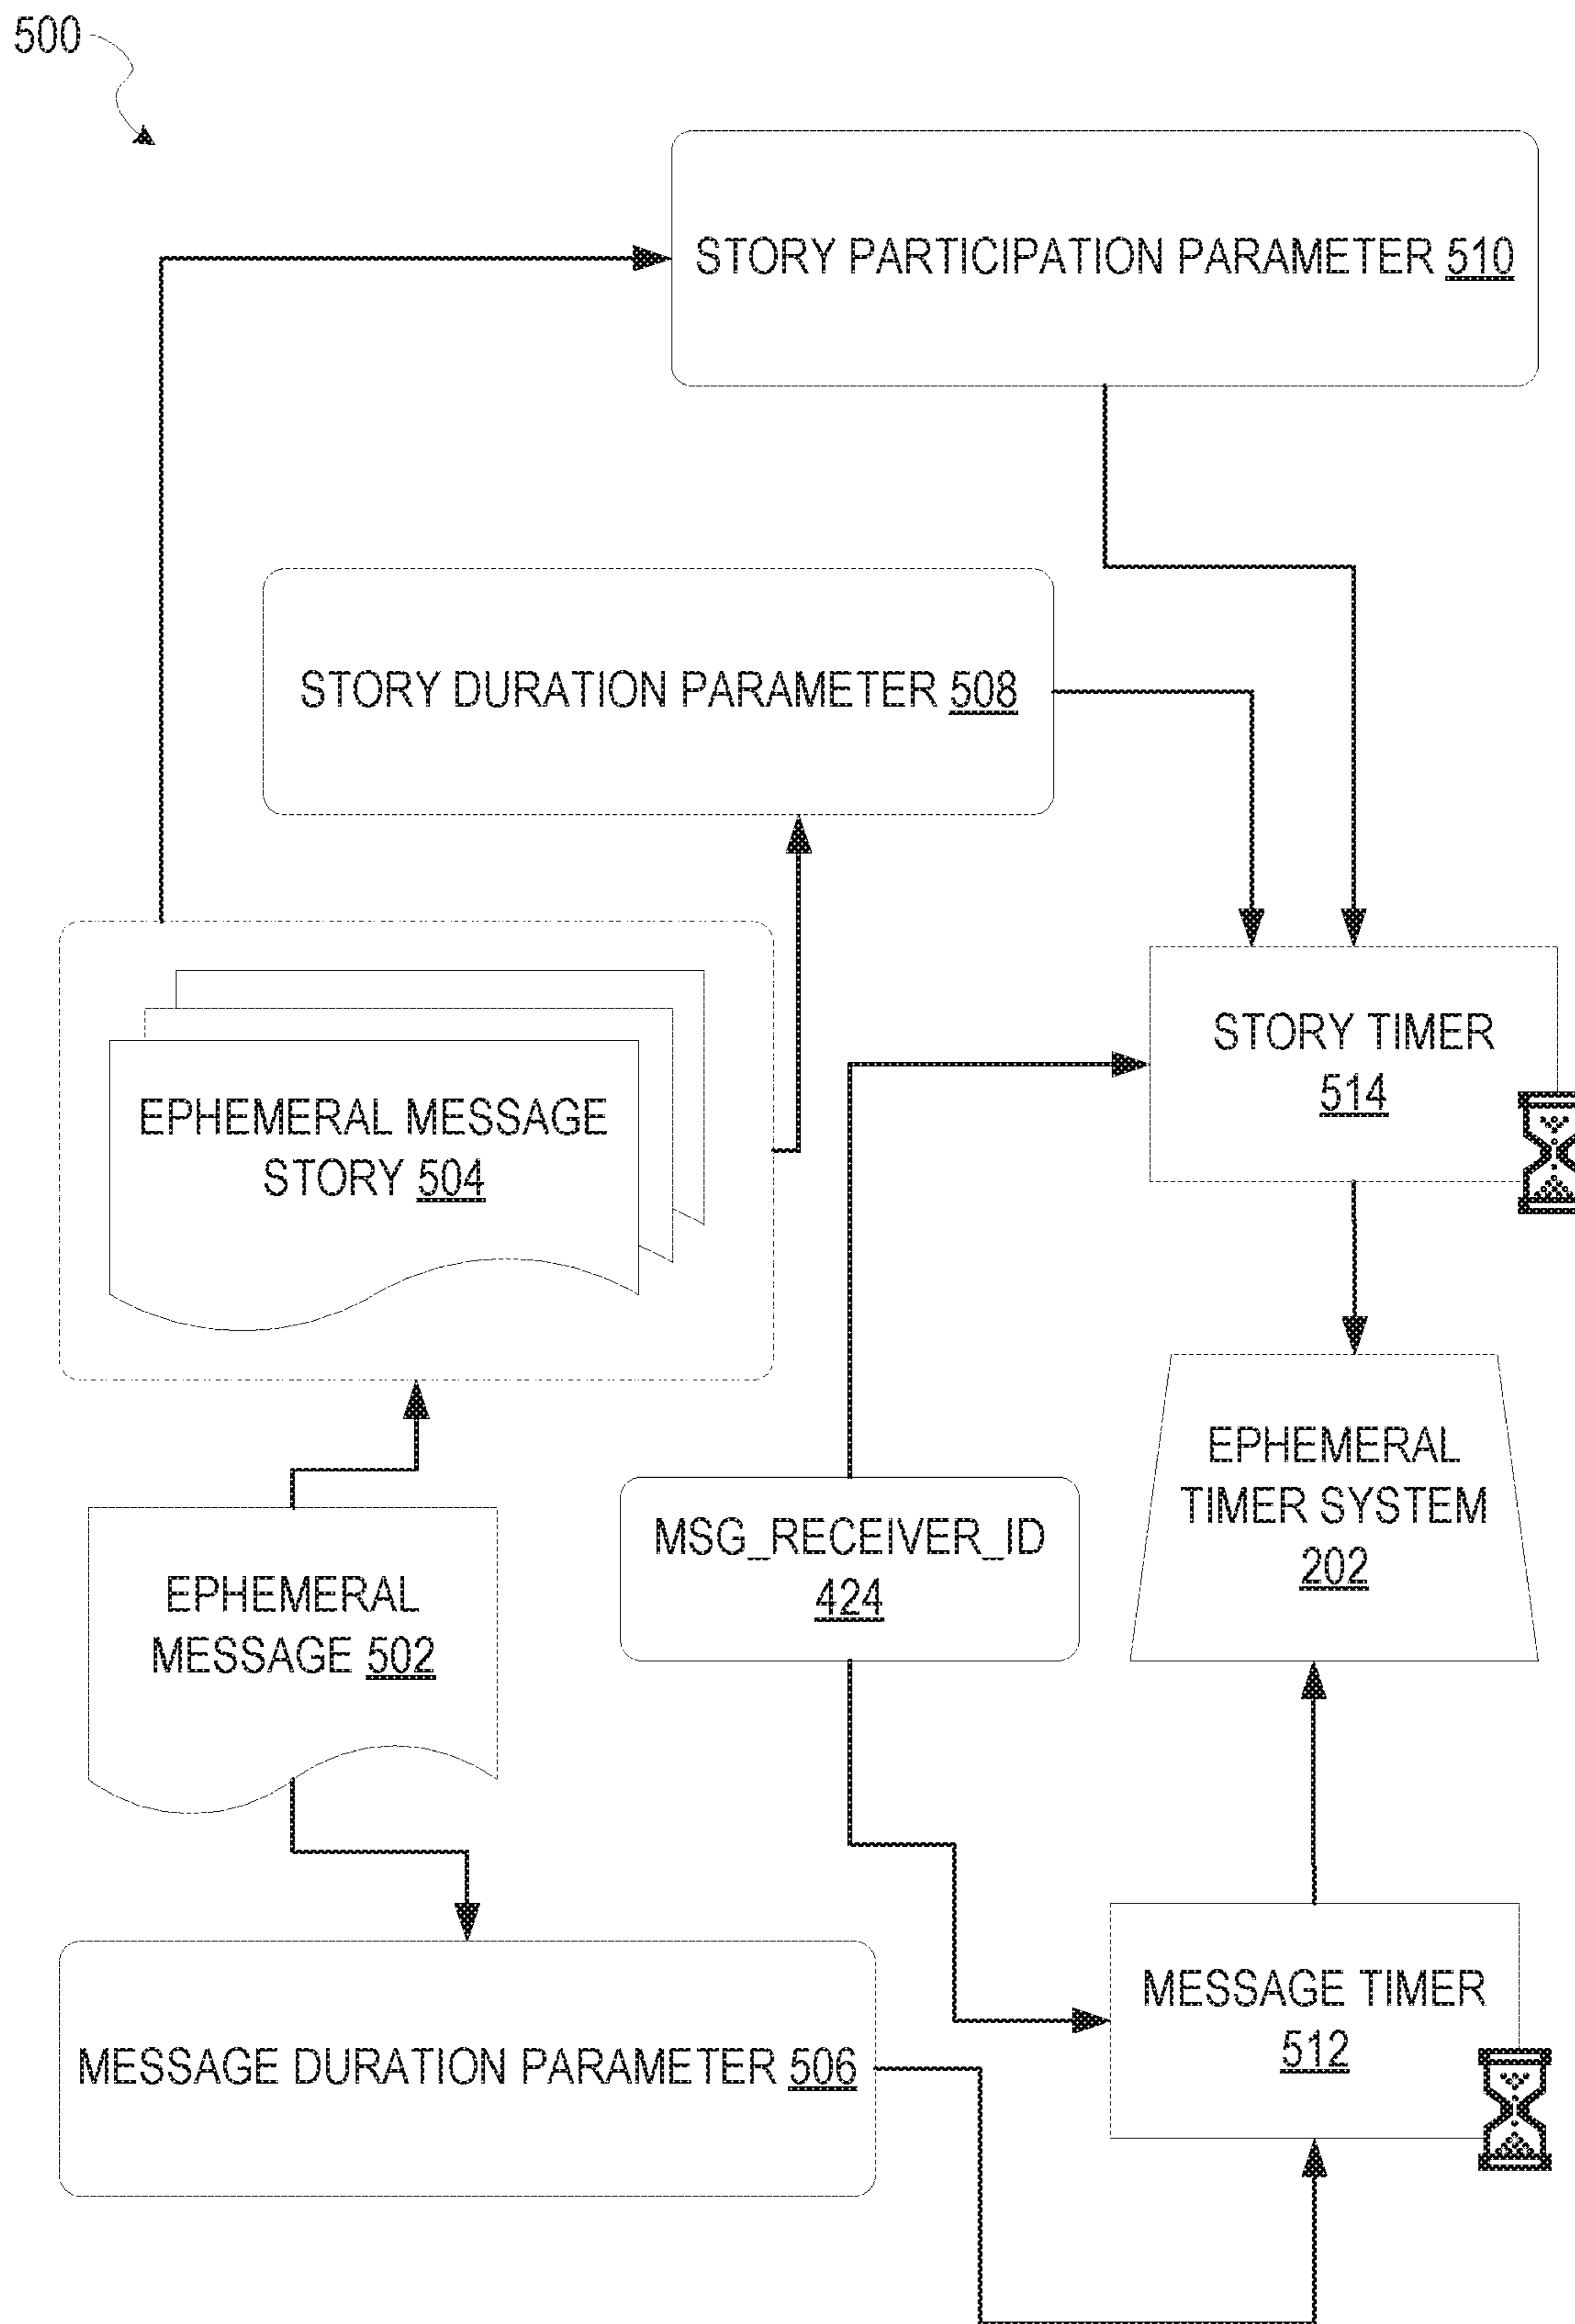 500
STORY PARTICIPATION PARAMETER 510
STORY DURATION PARAMETER 508
STORY TIMER
514
EPHEMERAL MESSAGE
STORY 504
EPHEMERAL
TIMER SYSTEM
202
MSG_RECEIVER_ID
424
EPHEMERAL
MESSAGE 502
MESSAGE TIMER
512
MESSAGE DURATION PARAMETER 506